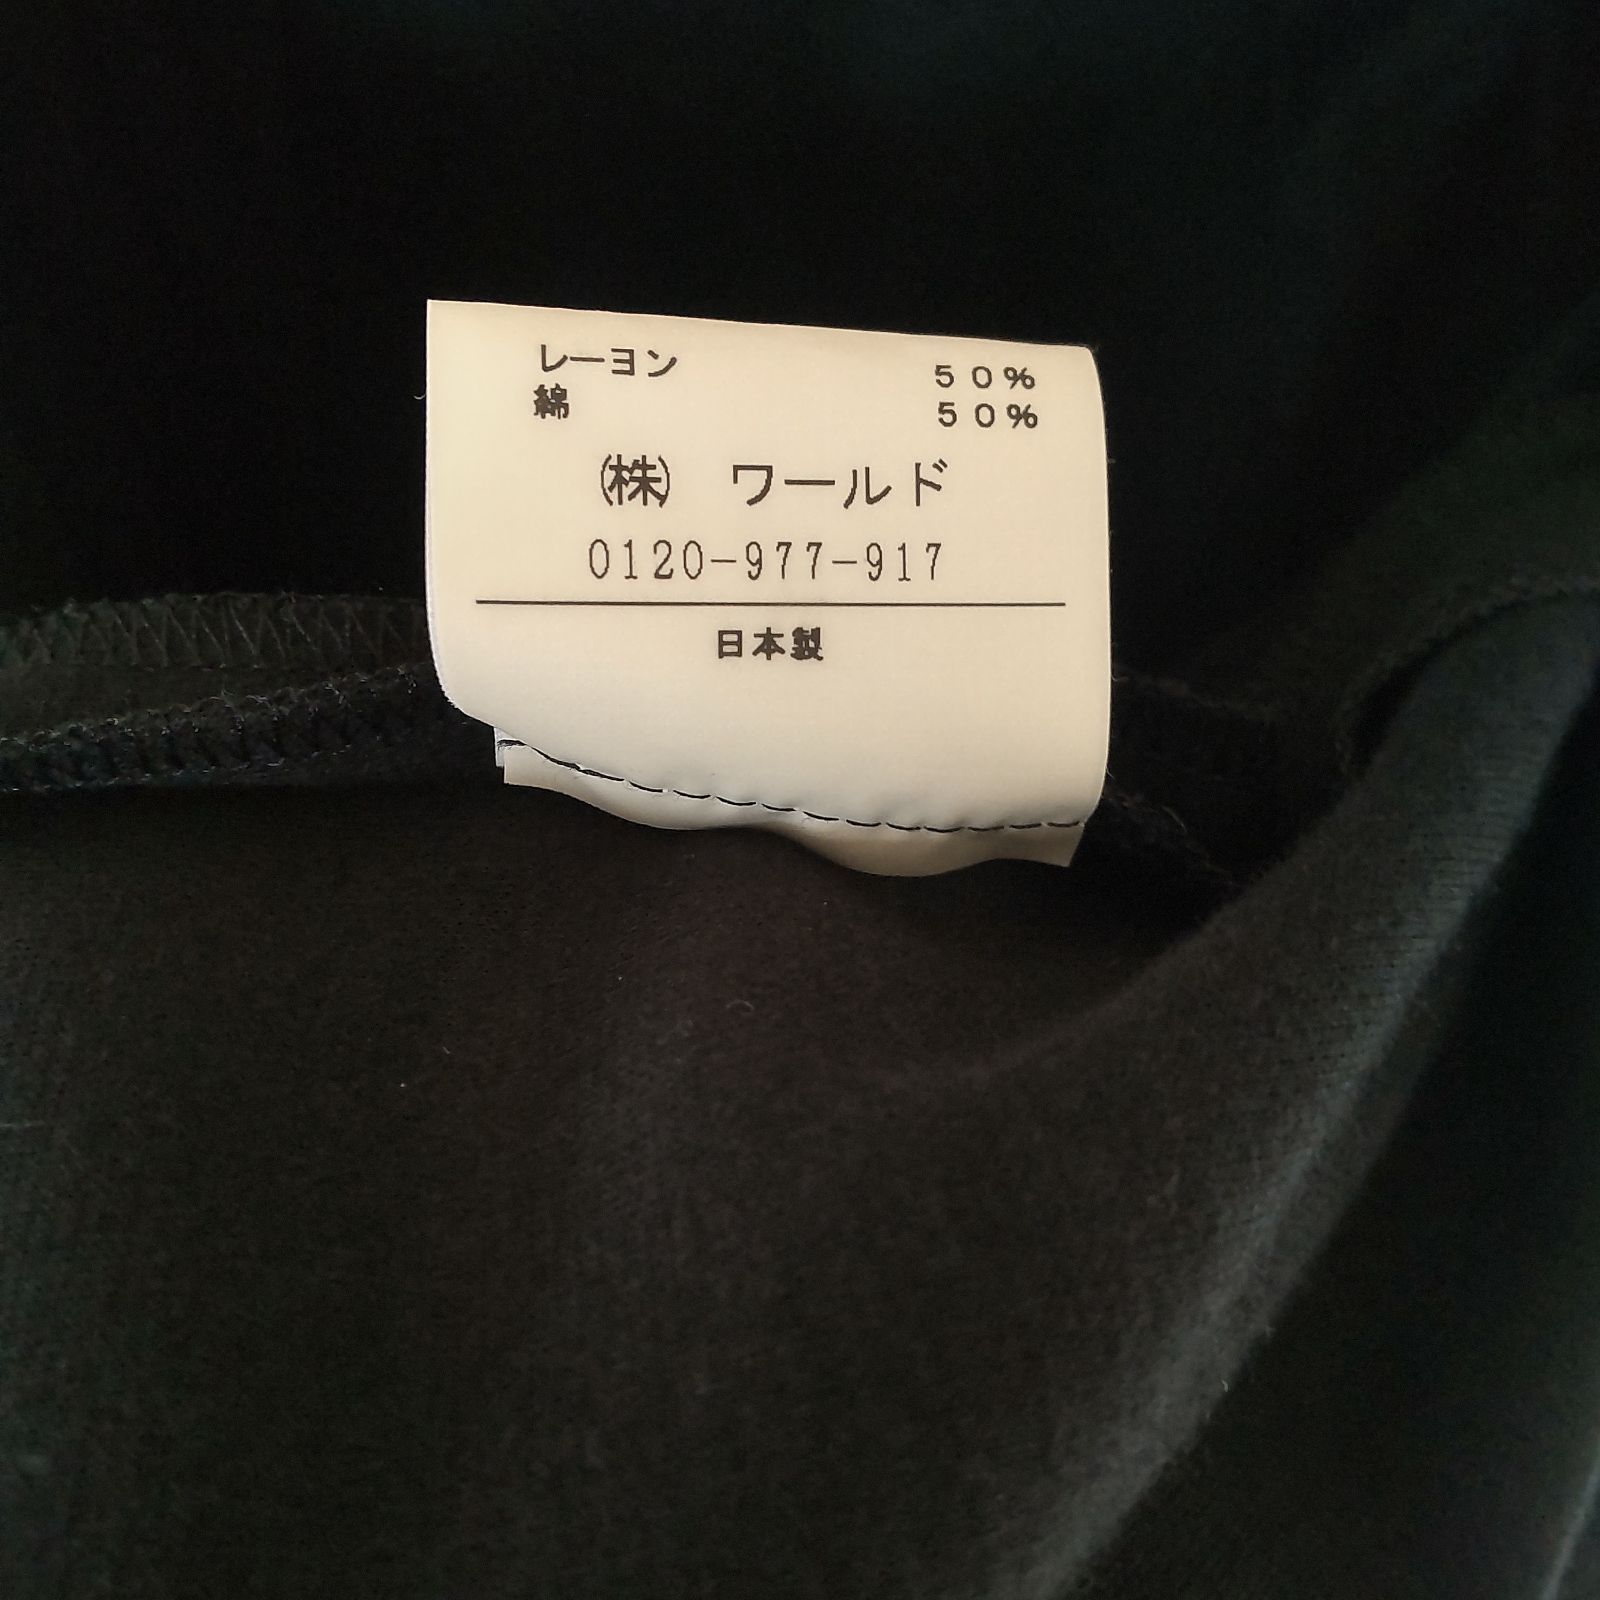 レーヨン 50%
綿 50%
㈱ ワールド
0120-977-917
日本製